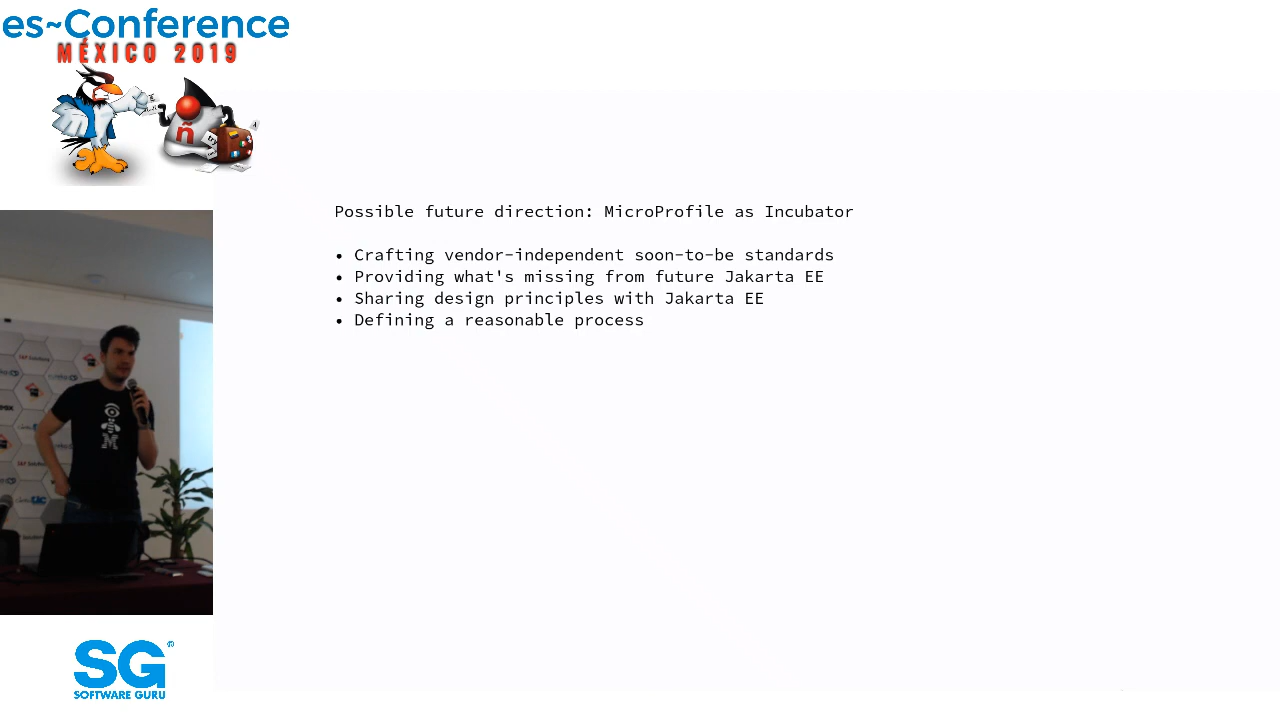 es~Conference
MÉXICO 2019
ñ
try
Possible future direction: MicroProfile as Incubator
• Crafting vendor-independent soon-to-be standards
• Providing what's missing from future Jakarta EE
• Sharing design principles with Jakarta EE
• Defining a reasonable process
SG®
SOFTWARE GURU